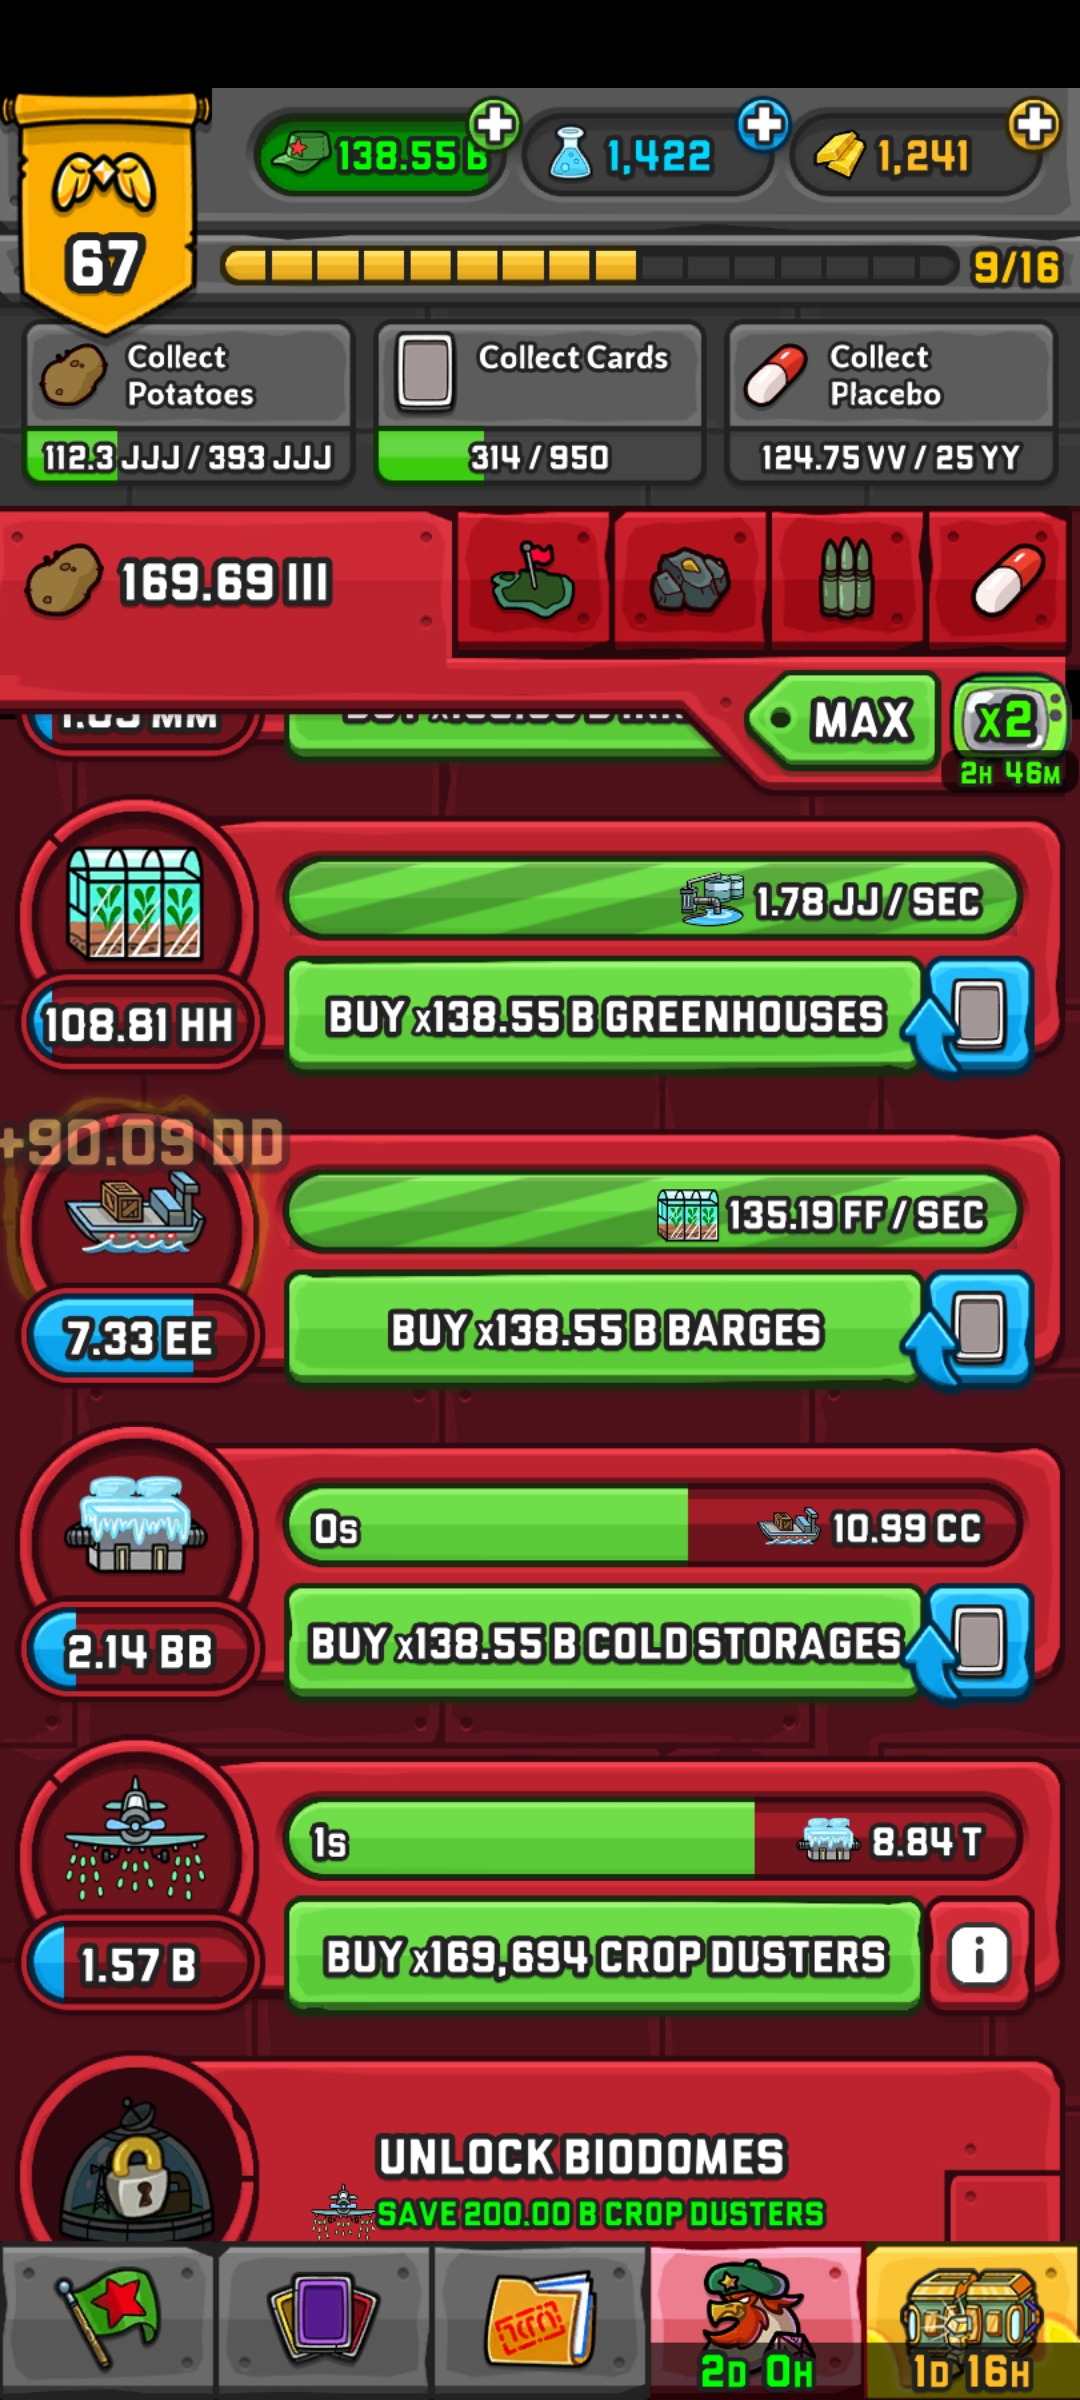 138.55 B
1,422
1,241
67
9/16
Collect
Potatoes
112.3 JJJ / 393 JJJ
Collect Cards
314 / 950
Collect
Placebo
124.75 VV / 25 YY
169.69 III
MAX
x2
2H 46M
1.78 JJ / SEC
108.81 HH
BUY x138.55 B GREENHOUSES
+90.09 DD
135.19 FF / SEC
7.33 EE
BUY x138.55 B BARGES
0s
10.99 CC
2.14 BB
BUY x138.55 B COLD STORAGES
1s
8.84 T
1.57 B
BUY x169,694 CROP DUSTERS
i
UNLOCK BIODOMES
SAVE 200.00 B CROP DUSTERS
2D 0H
1D 16H